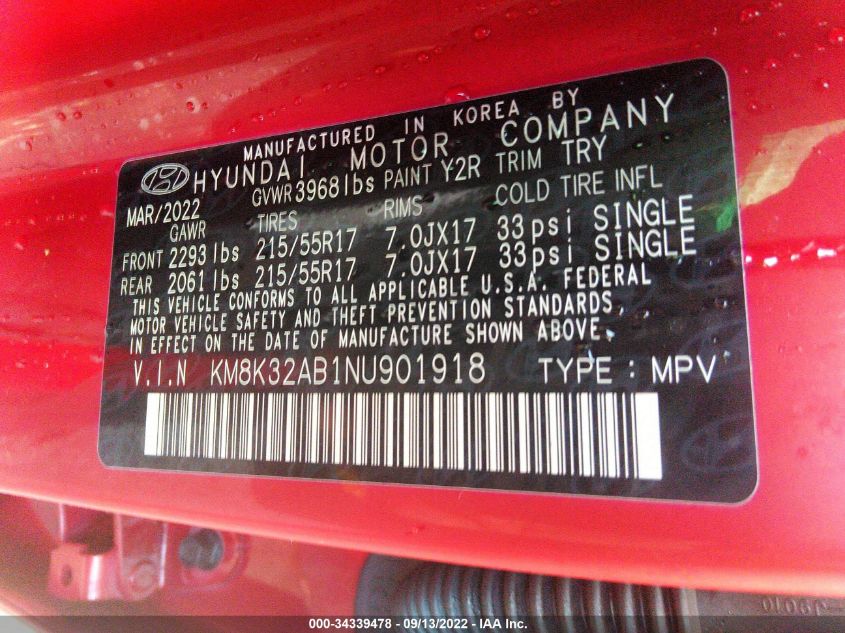 MANUFACTURED IN KOREA BY
HYUNDAI MOTOR COMPANY
MAR/2022 GVWR 3968 lbs PAINT Y2R TRIM TRY
GAWR TIRES RIMS COLD TIRE INFL
FRONT 2293 lbs 215/55R17 7.0JX17 33psi SINGLE
REAR 2061 lbs 215/55R17 7.0JX17 33psi SINGLE
THIS VEHICLE CONFORMS TO ALL APPLICABLE U.S.A. FEDERAL
MOTOR VEHICLE SAFETY AND THEFT PREVENTION STANDARDS,
IN EFFECT ON THE DATE OF MANUFACTURE SHOWN ABOVE.
V.I.N KM8K32AB1NU901918 TYPE : MPV
000-34339478 - 09/13/2022 - IAA Inc.